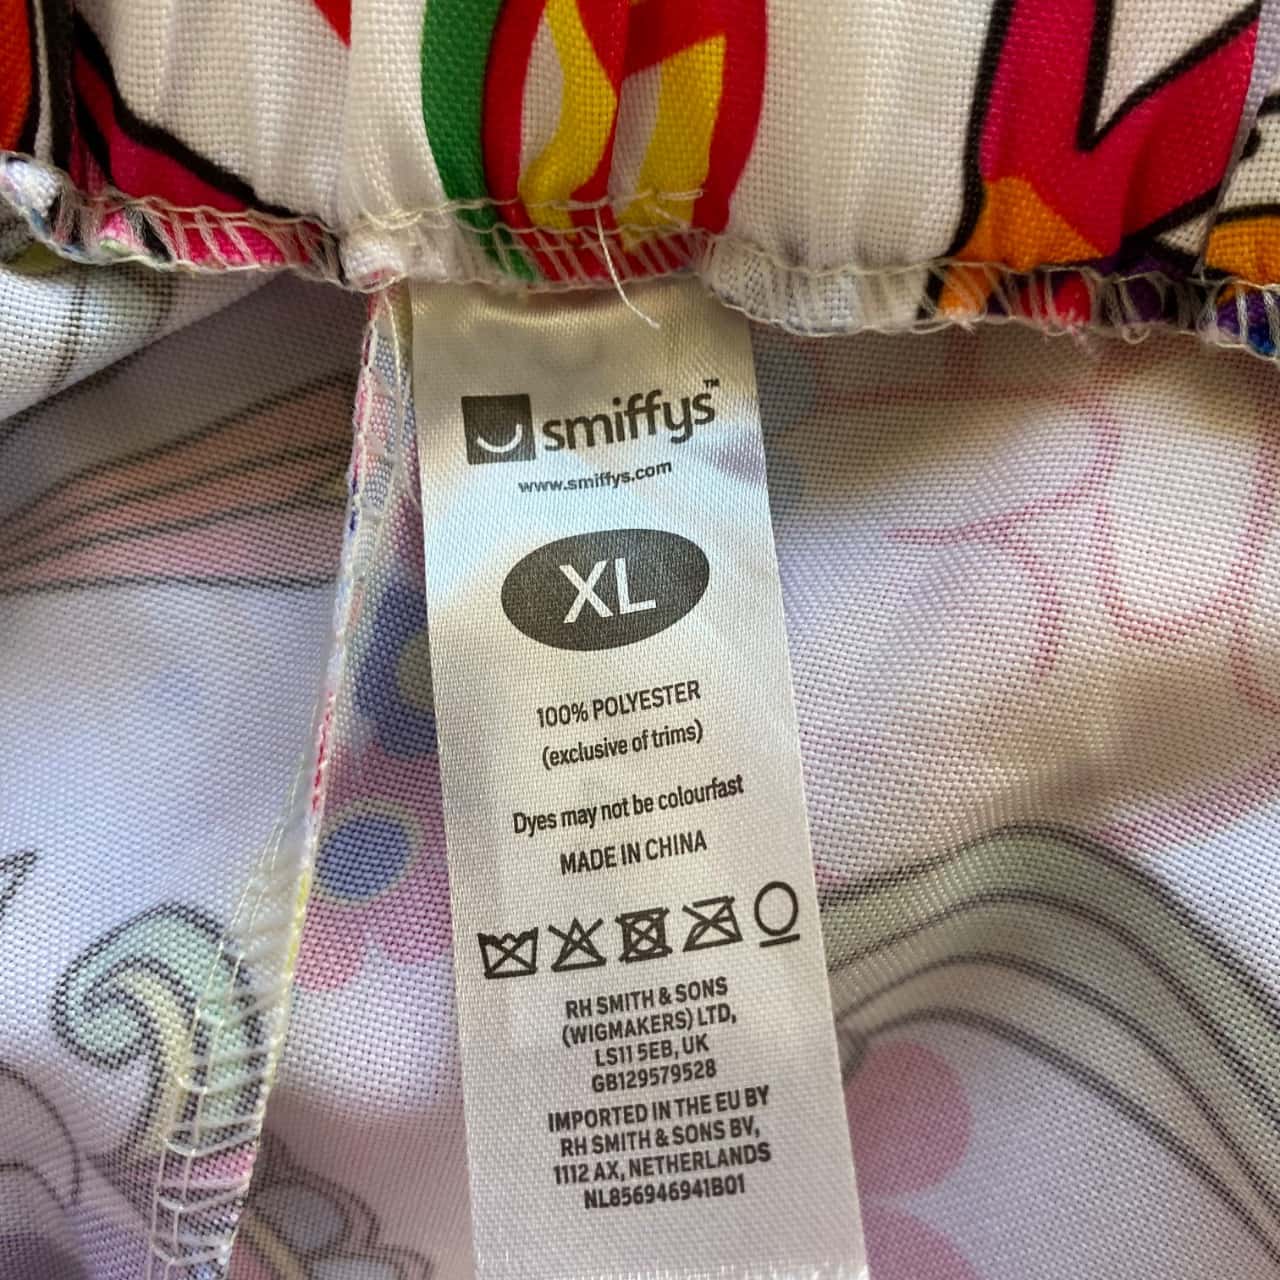 smiffys™
www.smiffys.com
XL
100% POLYESTER
(exclusive of trims)
Dyes may not be colourfast
MADE IN CHINA
RH SMITH & SONS
(WIGMAKERS) LTD,
LS11 5EB, UK
GB129579528
IMPORTED IN THE EU BY
RH SMITH & SONS BV,
1112 AX, NETHERLANDS
NL856946941B01